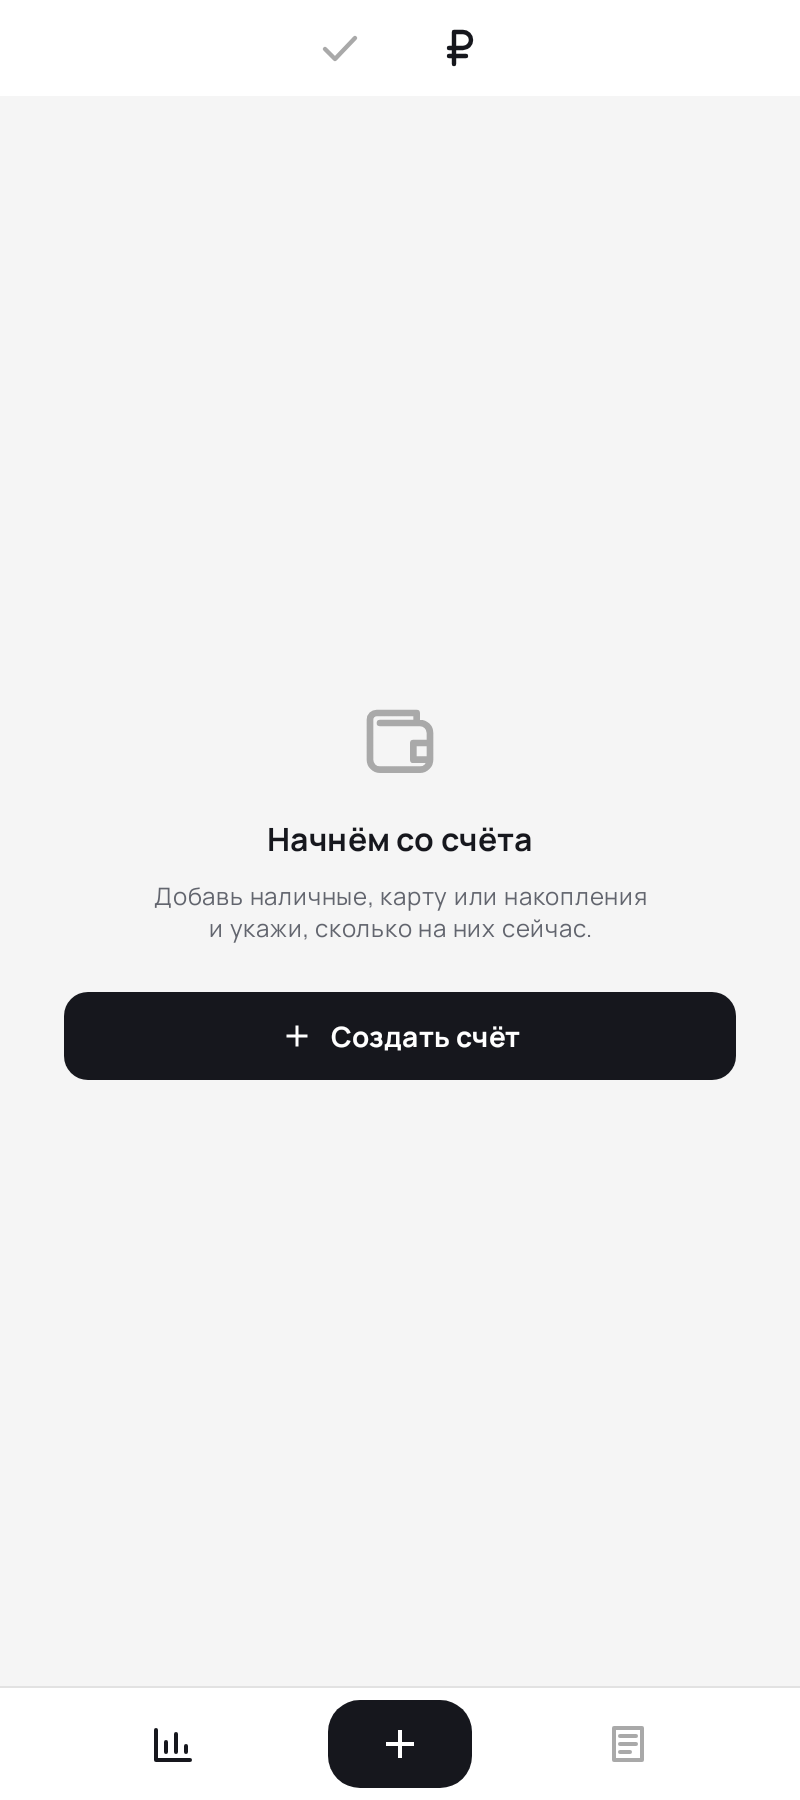 ₽
Начнём со счёта
Добавь наличные, карту или накопления
и укажи, сколько на них сейчас.
Создать счёт